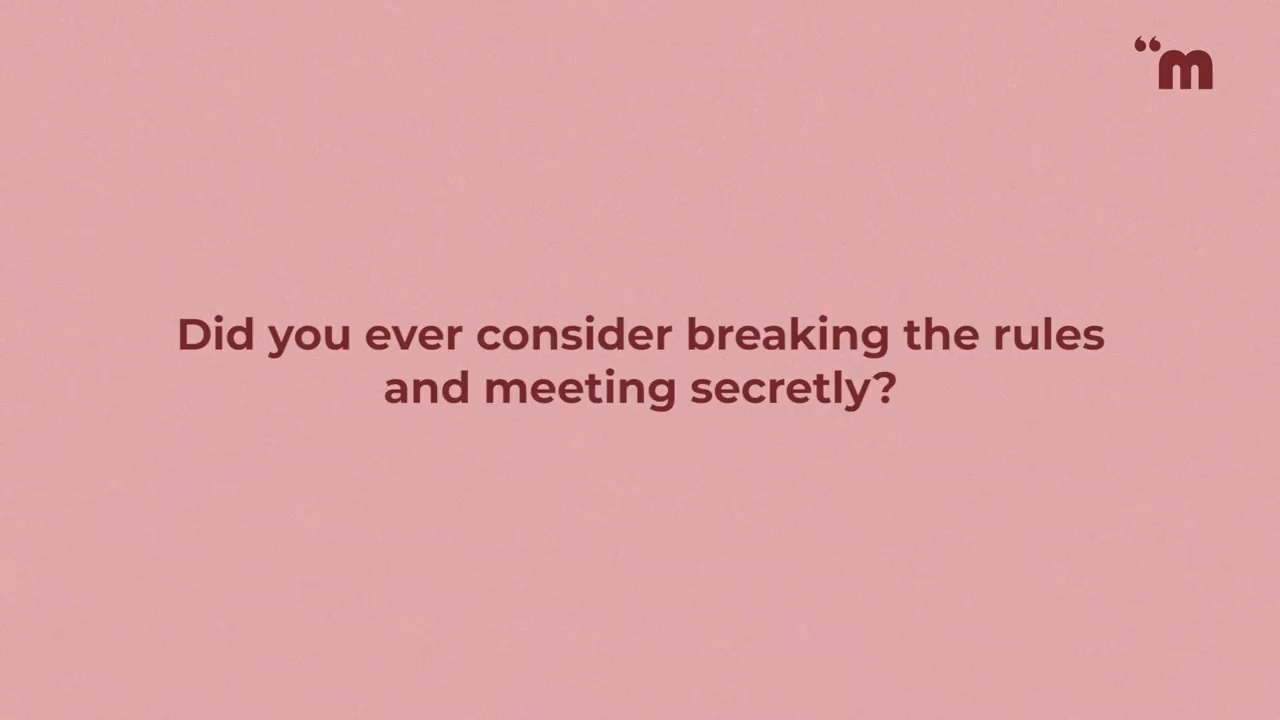 “m
Did you ever consider breaking the rules
and meeting secretly?